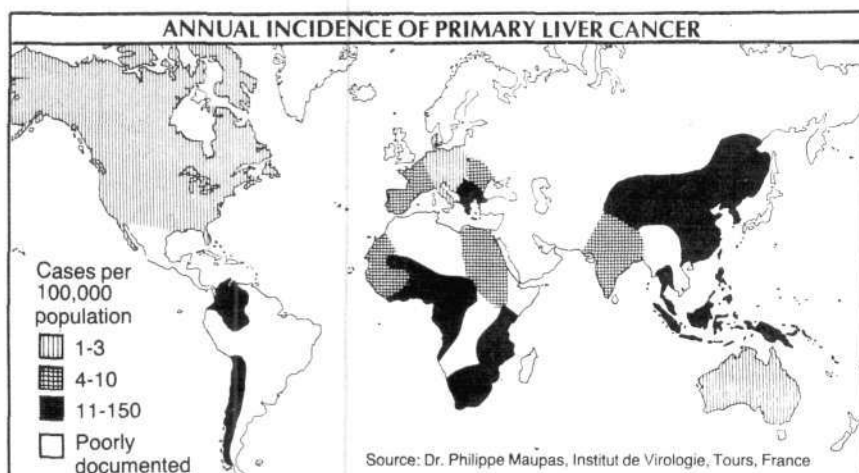 ANNUAL INCIDENCE OF PRIMARY LIVER CANCER
Cases per
100,000
population
1-3
4-10
11-150
Poorly
documented
Source: Dr. Philippe Maupas, Institut de Virologie, Tours, France